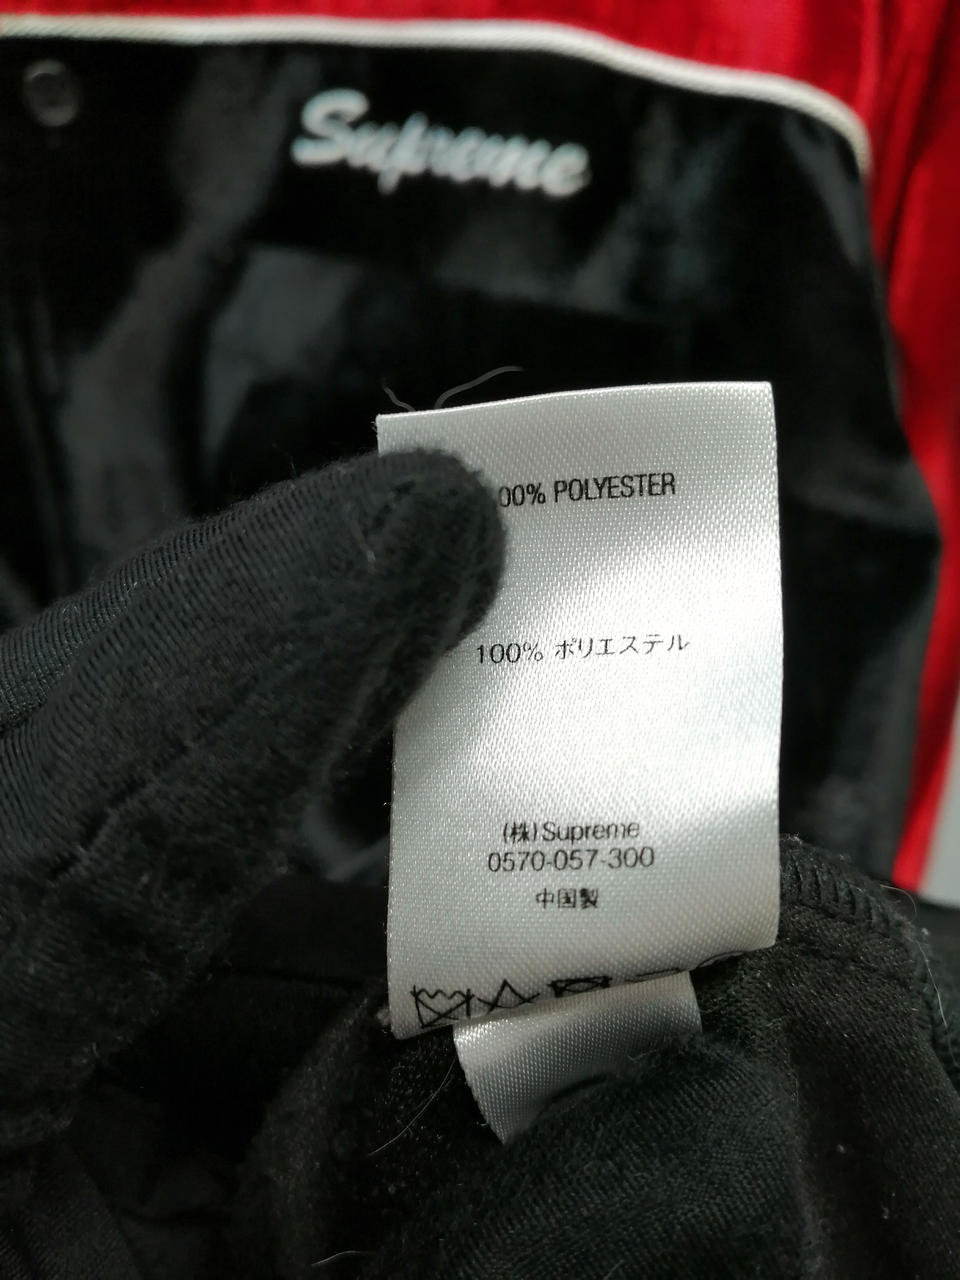 Supreme
00% POLYESTER
100% ポリエステル
(株)Supreme
0570-057-300
中国製